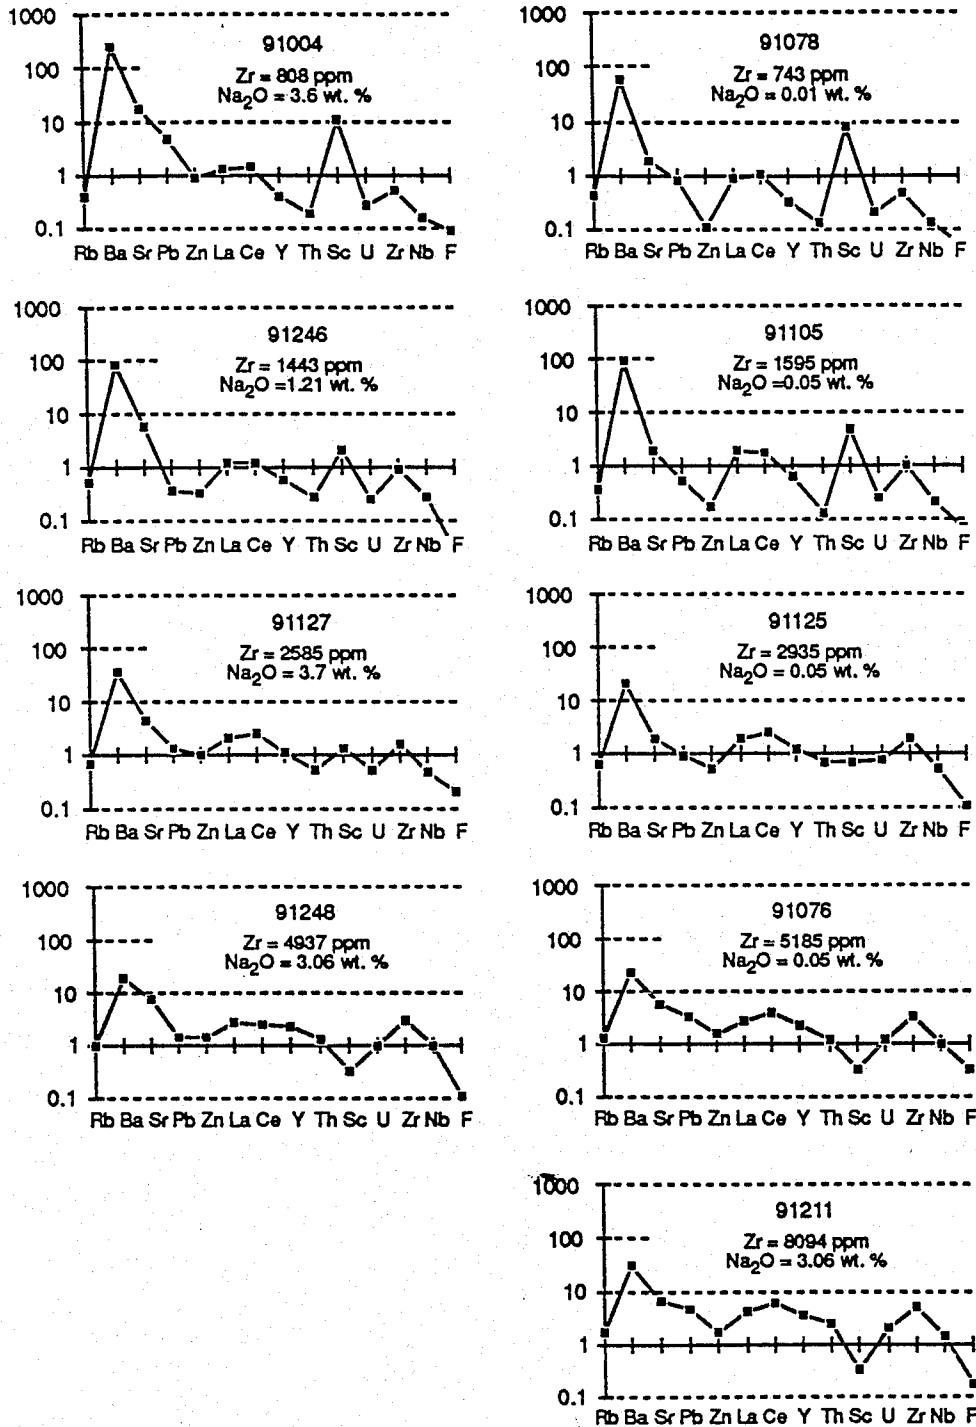 1000
100
10
1
0.1
91004
Zr = 808 ppm
Na2O = 3.6 wt. %
Rb Ba Sr Pb Zn La Ce Y Th Sc U Zr Nb F
1000
100
10
1
0.1
91078
Zr = 743 ppm
Na2O = 0.01 wt. %
Rb Ba Sr Pb Zn La Ce Y Th Sc U Zr Nb F
1000
100
10
1
0.1
91246
Zr = 1443 ppm
Na2O =1.21 wt. %
Rb Ba Sr Pb Zn La Ce Y Th Sc U Zr Nb F
1000
100
10
1
0.1
91105
Zr = 1595 ppm
Na2O =0.05 wt. %
Rb Ba Sr Pb Zn La Ce Y Th Sc U Zr Nb F
1000
100
10
1
0.1
91127
Zr = 2585 ppm
Na2O = 3.7 wt. %
Rb Ba Sr Pb Zn La Ce Y Th Sc U Zr Nb F
1000
100
10
1
0.1
91125
Zr = 2935 ppm
Na2O = 0.05 wt. %
Rb Ba Sr Pb Zn La Ce Y Th Sc U Zr Nb F
1000
100
10
1
0.1
91248
Zr = 4937 ppm
Na2O = 3.06 wt. %
Rb Ba Sr Pb Zn La Ce Y Th Sc U Zr Nb F
1000
100
10
1
0.1
91076
Zr = 5185 ppm
Na2O = 0.05 wt. %
Rb Ba Sr Pb Zn La Ce Y Th Sc U Zr Nb F
1000
100
10
1
0.1
91211
Zr = 8094 ppm
Na2O = 3.06 wt. %
Rb Ba Sr Pb Zn La Ce Y Th Sc U Zr Nb F